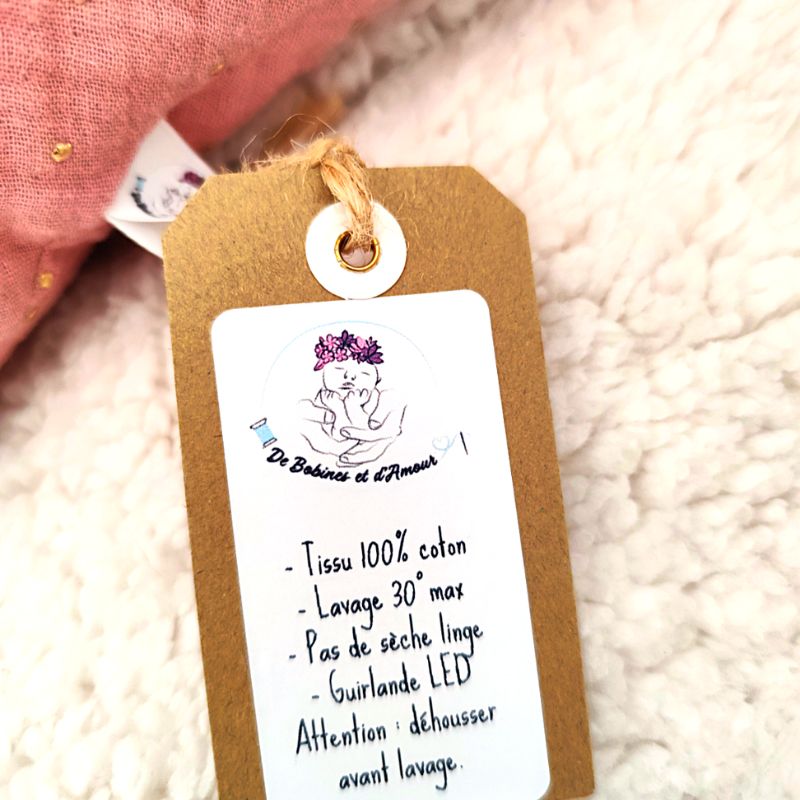 De Bobines et d'Amour
- Tissu 100% coton
- Lavage 30° max
- Pas de sèche linge
- Guirlande LED
Attention : déhousser
avant lavage.